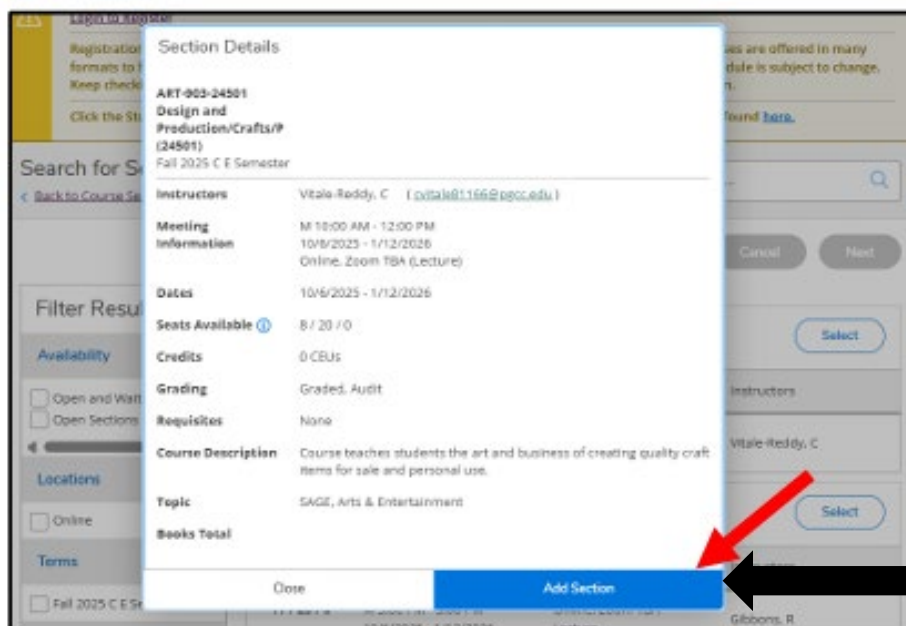 Login to Register
Registration
formats to
Keep check
Click the Stu
es are offered in many
dule is subject to change.
found here.
Search for Se
< Back to Course Se
Cancel
Next
Filter Resul
Availability
Open and Wait
Open Sections
Locations
Online
Terms
Fall 2025 C E Se
Section Details
ART-903-24501
Design and
Production/Crafts/P
(24501)
Fall 2025 C E Semester
Instructors Vitale-Reddy, C ( cvitale81166@pgcc.edu )
Meeting Information M 10:00 AM - 12:00 PM
10/6/2025 - 1/12/2026
Online, Zoom TBA (Lecture)
Dates 10/6/2025 - 1/12/2026
Seats Available 8 / 20 / 0
Credits 0 CEUs
Grading Graded, Audit
Requisites None
Course Description Course teaches students the art and business of creating quality craft
items for sale and personal use.
Topic SAGE, Arts & Entertainment
Books Total
Close Add Section
Select
Instructors
Vitale-Reddy, C
Select
Gibbons, R